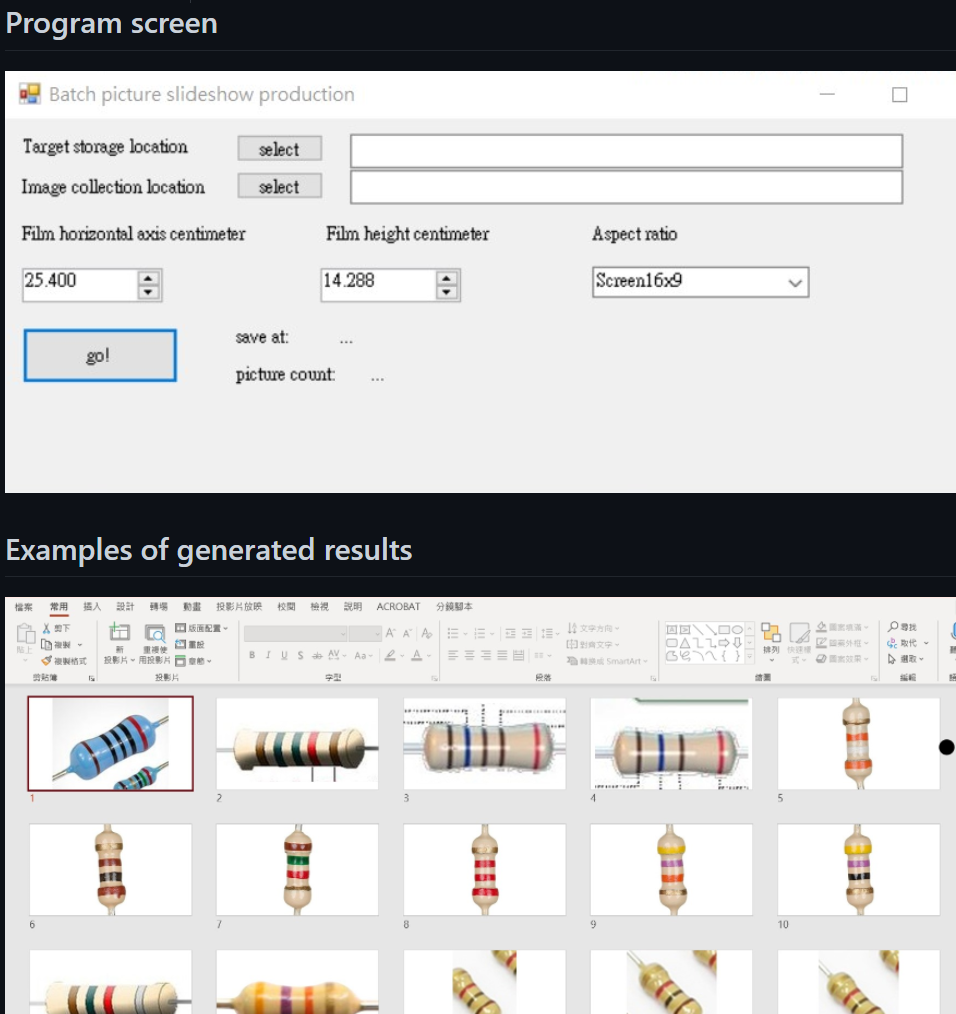 Program screen
Batch picture slideshow production
Target storage location select
Image collection location select
Film horizontal axis centimeter Film height centimeter Aspect ratio
25.400 14.288 Screen16x9
go! save at: ...
picture count: ...
Examples of generated results
檔案 常用 插入 設計 轉場 動畫 投影片放映 校閱 檢視 說明 ACROBAT 分鏡腳本
貼上 剪下 複製 複製格式 新投影片 重複使用投影片 版面配置 重設 章節
B I U S ab AV Aa A A
文字方向 對齊文字 轉換成 SmartArt
排列 快速樣式 圖案填滿 圖案外框 圖案效果 尋找 取代 選取
剪貼簿 投影片 字型 段落 繪圖 編輯
1 2 3 4 5
6 7 8 9 10